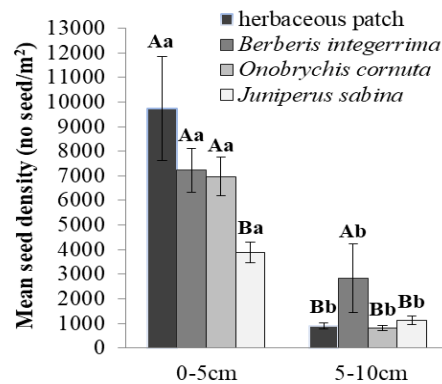 Mean seed density (no seed/m²)
13000
12000
11000
10000
9000
8000
7000
6000
5000
4000
3000
2000
1000
0
herbaceous patch
Berberis integerrima
Onobrychis cornuta
Juniperus sabina
Aa
Aa
Aa
Ba
Bb
Ab
Bb
Bb
0-5cm
5-10cm